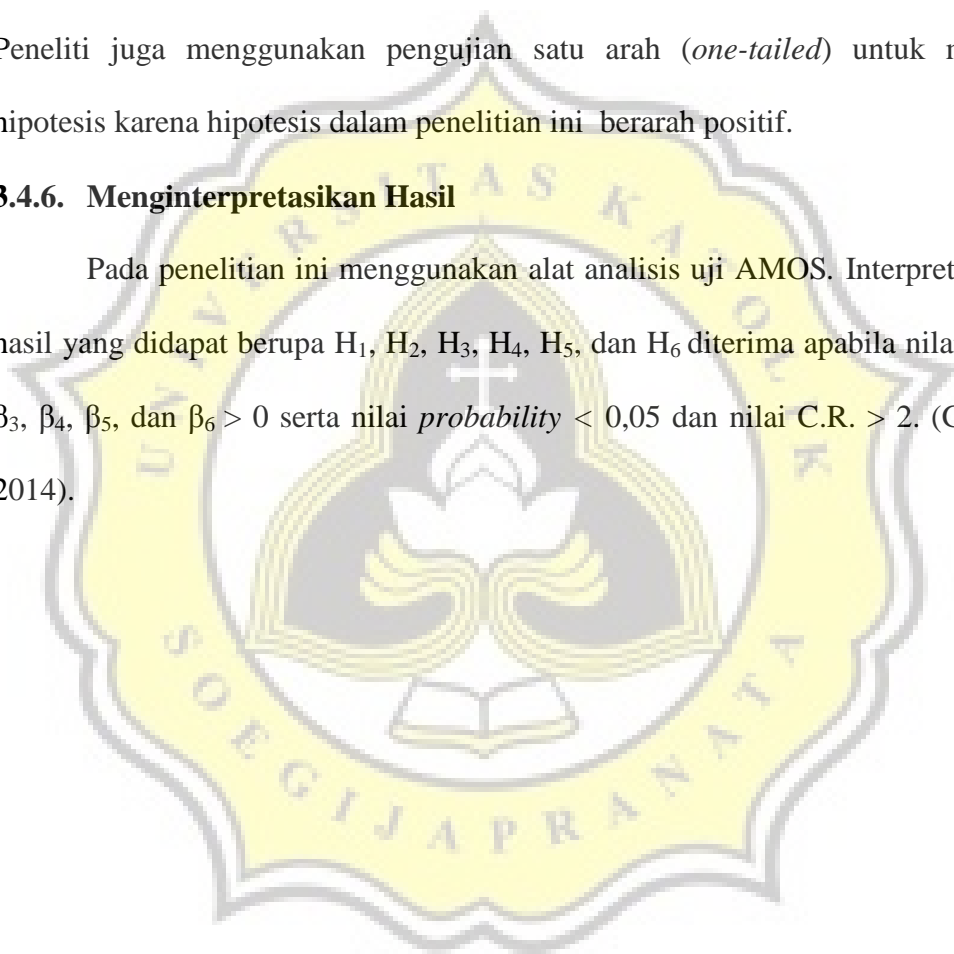 Peneliti juga menggunakan pengujian satu arah (one-tailed) untuk
hipotesis karena hipotesis dalam penelitian ini berarah positif.
3.4.6. Menginterpretasikan Hasil
Pada penelitian ini menggunakan alat analisis uji AMOS.
hasil yang didapat berupa H₁, H₂, H₃, H₄, H₅, dan H₆ diterima apabila
β₃, β₄, β₅, dan β₆ > 0 serta nilai probability < 0,05 dan nilai C.R. > 2.
2014).
UNIVERSITAS KATOLIK
SOEGIJAPRANATA